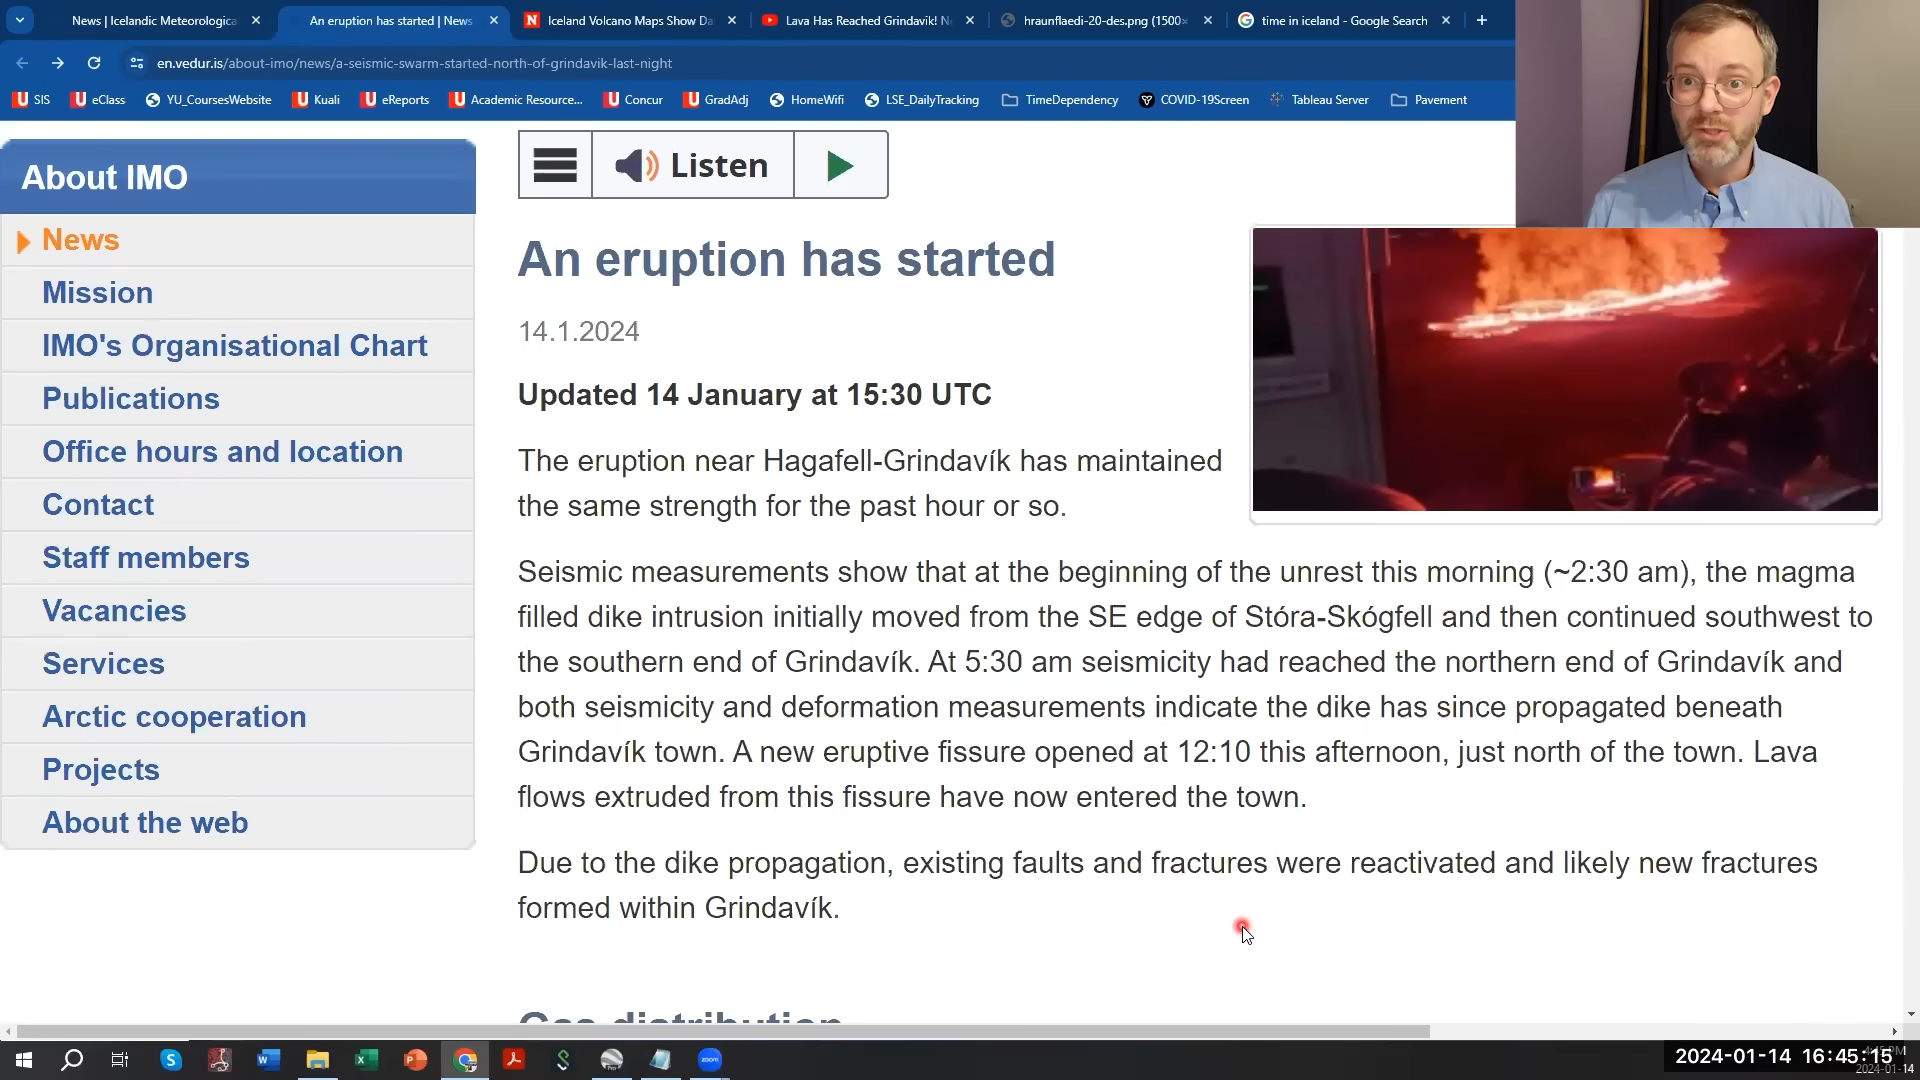 News | Icelandic Meteorologica
An eruption has started | News
Iceland Volcano Maps Show Da
Lava Has Reached Grindavik! N
hraunflaedi-20-des.png (1500×
time in iceland - Google Search
en.vedur.is/about-imo/news/a-seismic-swarm-started-north-of-grindavik-last-night
SIS
eClass
YU_CoursesWebsite
Kuali
eReports
Academic Resource...
Concur
GradAdj
HomeWifi
LSE_DailyTracking
TimeDependency
COVID-19Screen
Tableau Server
Pavement
About IMO
News
Mission
IMO's Organisational Chart
Publications
Office hours and location
Contact
Staff members
Vacancies
Services
Arctic cooperation
Projects
About the web
Listen
An eruption has started
14.1.2024
Updated 14 January at 15:30 UTC
The eruption near Hagafell-Grindavík has maintained
the same strength for the past hour or so.
Seismic measurements show that at the beginning of the unrest this morning (~2:30 am), the magma
filled dike intrusion initially moved from the SE edge of Stóra-Skógfell and then continued southwest to
the southern end of Grindavík. At 5:30 am seismicity had reached the northern end of Grindavík and
both seismicity and deformation measurements indicate the dike has since propagated beneath
Grindavík town. A new eruptive fissure opened at 12:10 this afternoon, just north of the town. Lava
flows extruded from this fissure have now entered the town.
Due to the dike propagation, existing faults and fractures were reactivated and likely new fractures
formed within Grindavík.
Gas distribution
zoom
2024-01-14 16:45:15
2024-01-14